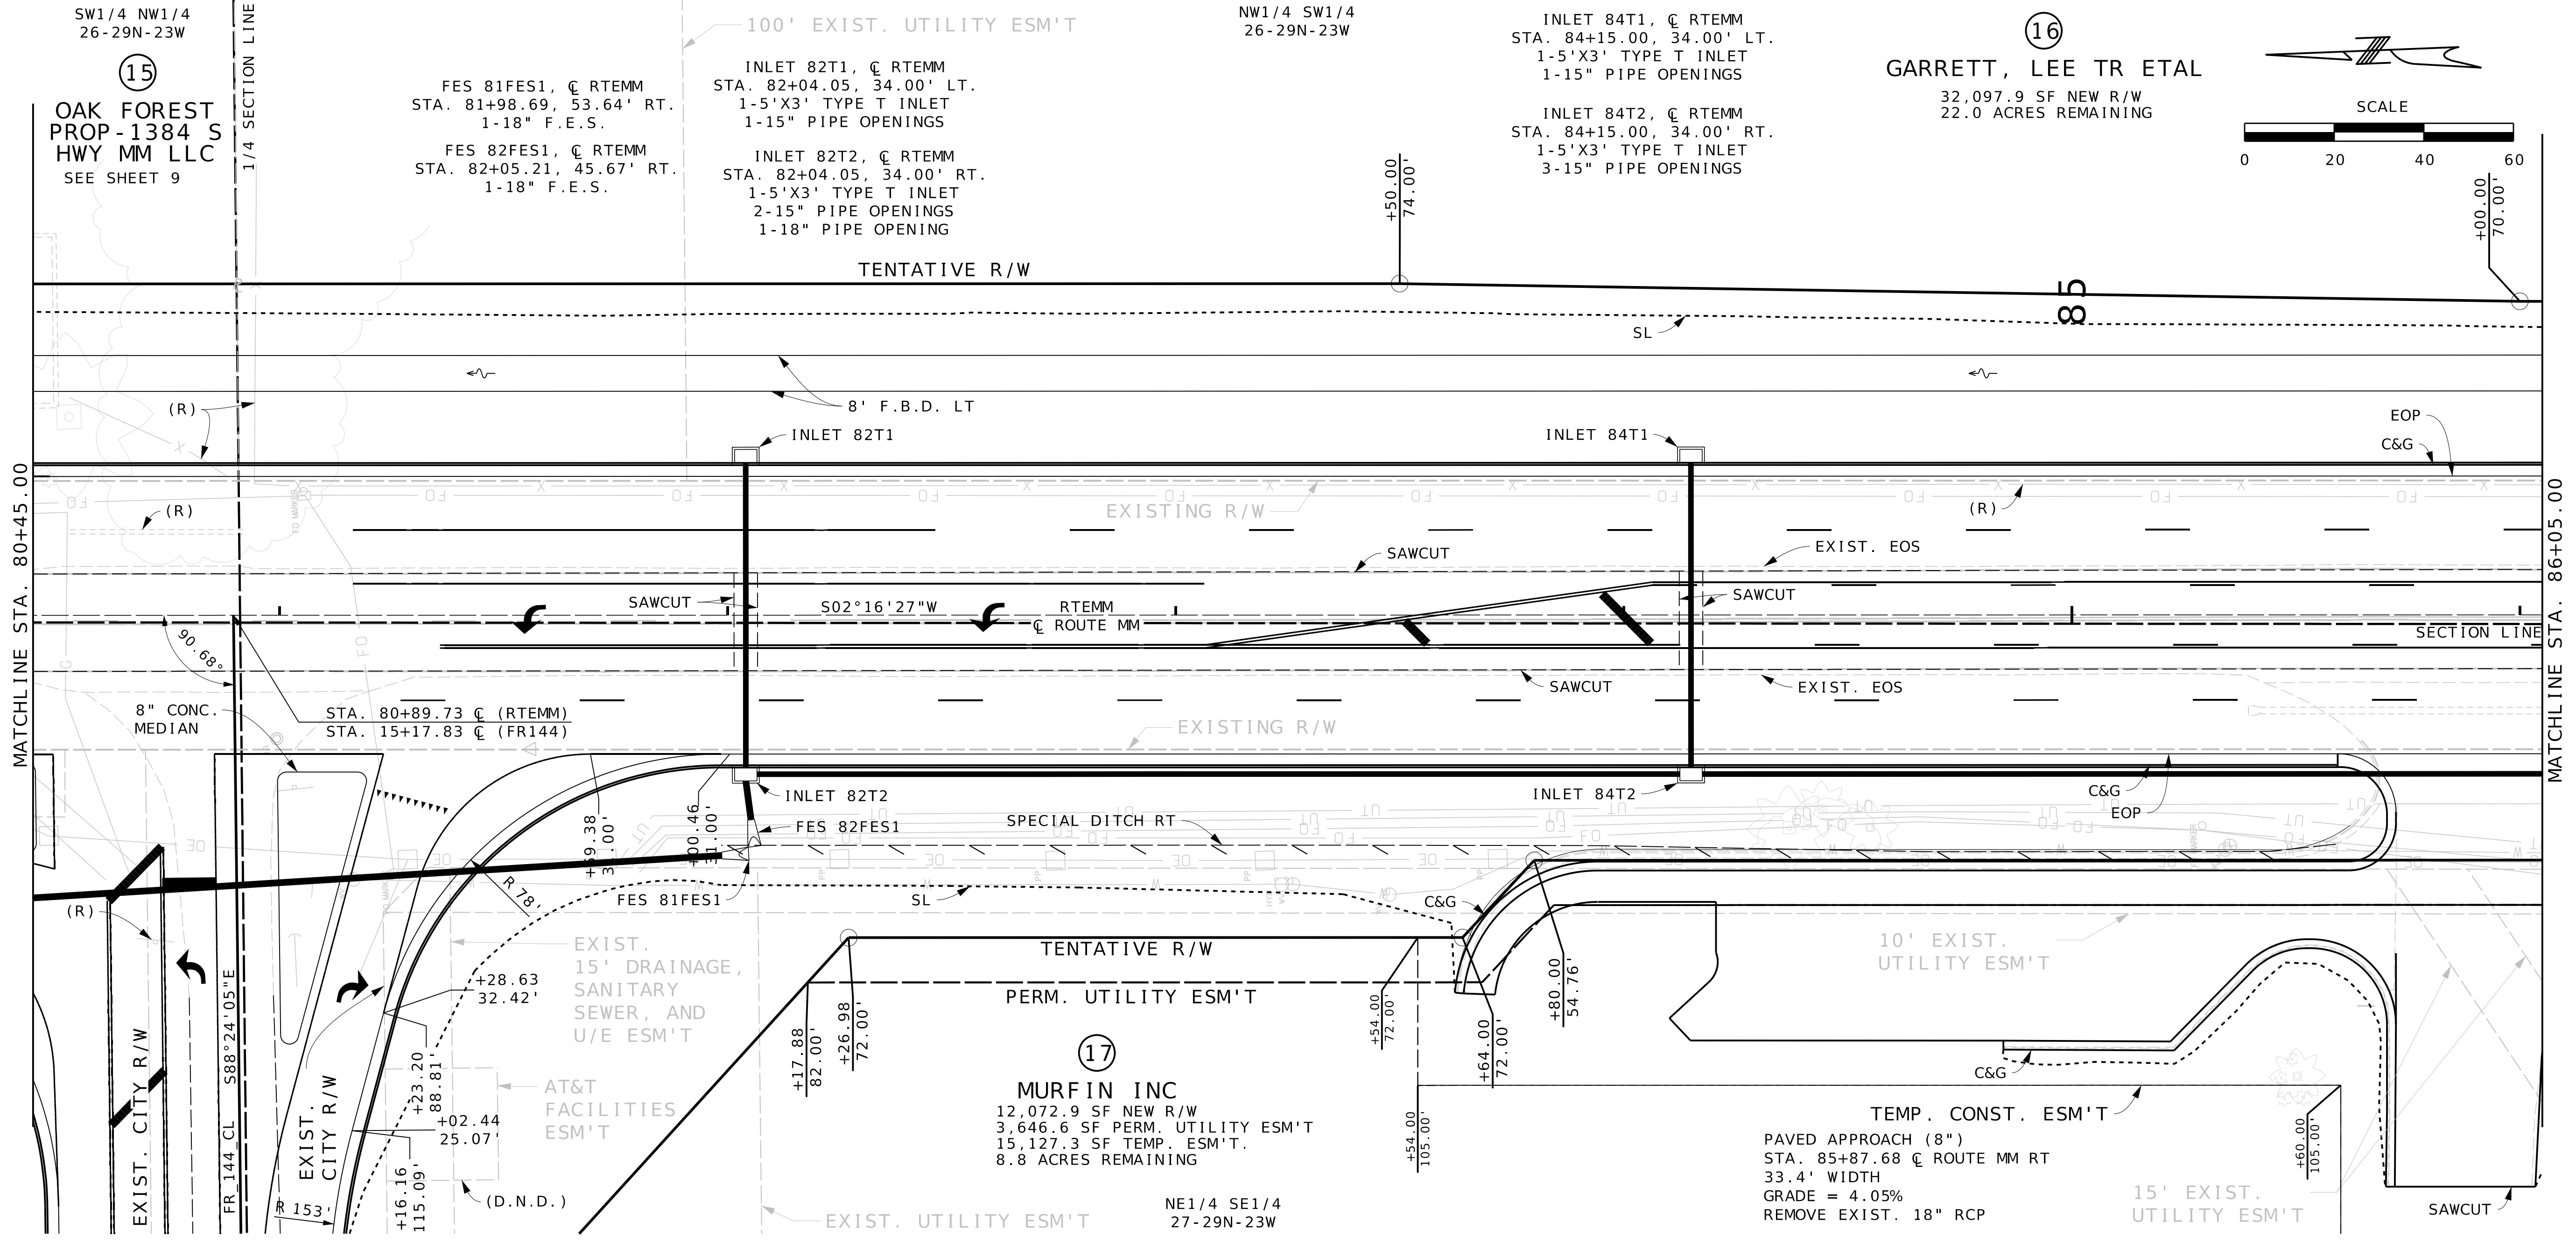 SW1/4 NW1/4
26-29N-23W
15
OAK FOREST
PROP-1384 S
HWY MM LLC
SEE SHEET 9
1/4 SECTION LINE
FES 81FES1, ℄ RTEMM
STA. 81+98.69, 53.64' RT.
1-18" F.E.S.
FES 82FES1, ℄ RTEMM
STA. 82+05.21, 45.67' RT.
1-18" F.E.S.
100' EXIST. UTILITY ESM'T
INLET 82T1, ℄ RTEMM
STA. 82+04.05, 34.00' LT.
1-5'X3' TYPE T INLET
1-15" PIPE OPENINGS
INLET 82T2, ℄ RTEMM
STA. 82+04.05, 34.00' RT.
1-5'X3' TYPE T INLET
2-15" PIPE OPENINGS
1-18" PIPE OPENING
NW1/4 SW1/4
26-29N-23W
INLET 84T1, ℄ RTEMM
STA. 84+15.00, 34.00' LT.
1-5'X3' TYPE T INLET
1-15" PIPE OPENINGS
INLET 84T2, ℄ RTEMM
STA. 84+15.00, 34.00' RT.
1-5'X3' TYPE T INLET
3-15" PIPE OPENINGS
16
GARRETT, LEE TR ETAL
32,097.9 SF NEW R/W
22.0 ACRES REMAINING
SCALE
0 20 40 60
+50.00
74.00'
+00.00
70.00'
TENTATIVE R/W
85
SL
(R)
8' F.B.D. LT
INLET 82T1
INLET 84T1
EOP
C&G
MATCHLINE STA. 80+45.00
MATCHLINE STA. 86+05.00
(R)
FO MARKER
EXISTING R/W
(R)
SAWCUT
EXIST. EOS
SAWCUT
S02°16'27"W
RTEMM
℄ ROUTE MM
SAWCUT
SECTION LINE
90.68°
SAWCUT
EXIST. EOS
8" CONC.
MEDIAN
STA. 80+89.73 ℄ (RTEMM)
STA. 15+17.83 ℄ (FR144)
EXISTING R/W
INLET 82T2
INLET 84T2
C&G
EOP
FES 82FES1
SPECIAL DITCH RT
+69.38
31.00'
+00.46
31.00'
R 78'
FES 81FES1
SL
C&G
(R)
TENTATIVE R/W
EXIST.
15' DRAINAGE,
SANITARY
SEWER, AND
U/E ESM'T
10' EXIST.
UTILITY ESM'T
+28.63
32.42'
PERM. UTILITY ESM'T
+17.88
82.00'
+26.98
72.00'
+54.00
72.00'
+64.00
72.00'
+80.00
54.76'
17
MURFIN INC
12,072.9 SF NEW R/W
3,646.6 SF PERM. UTILITY ESM'T
15,127.3 SF TEMP. ESM'T.
8.8 ACRES REMAINING
AT&T
FACILITIES
ESM'T
+23.20
88.81'
+02.44
25.07'
+16.16
115.09'
(D.N.D.)
EXIST. CITY R/W
FR_144_CL
S88°24'05"E
EXIST.
CITY R/W
R 153'
C&G
TEMP. CONST. ESM'T
+54.00
105.00'
+60.00
105.00'
PAVED APPROACH (8")
STA. 85+87.68 ℄ ROUTE MM RT
33.4' WIDTH
GRADE = 4.05%
REMOVE EXIST. 18" RCP
15' EXIST.
UTILITY ESM'T
SAWCUT
EXIST. UTILITY ESM'T
NE1/4 SE1/4
27-29N-23W